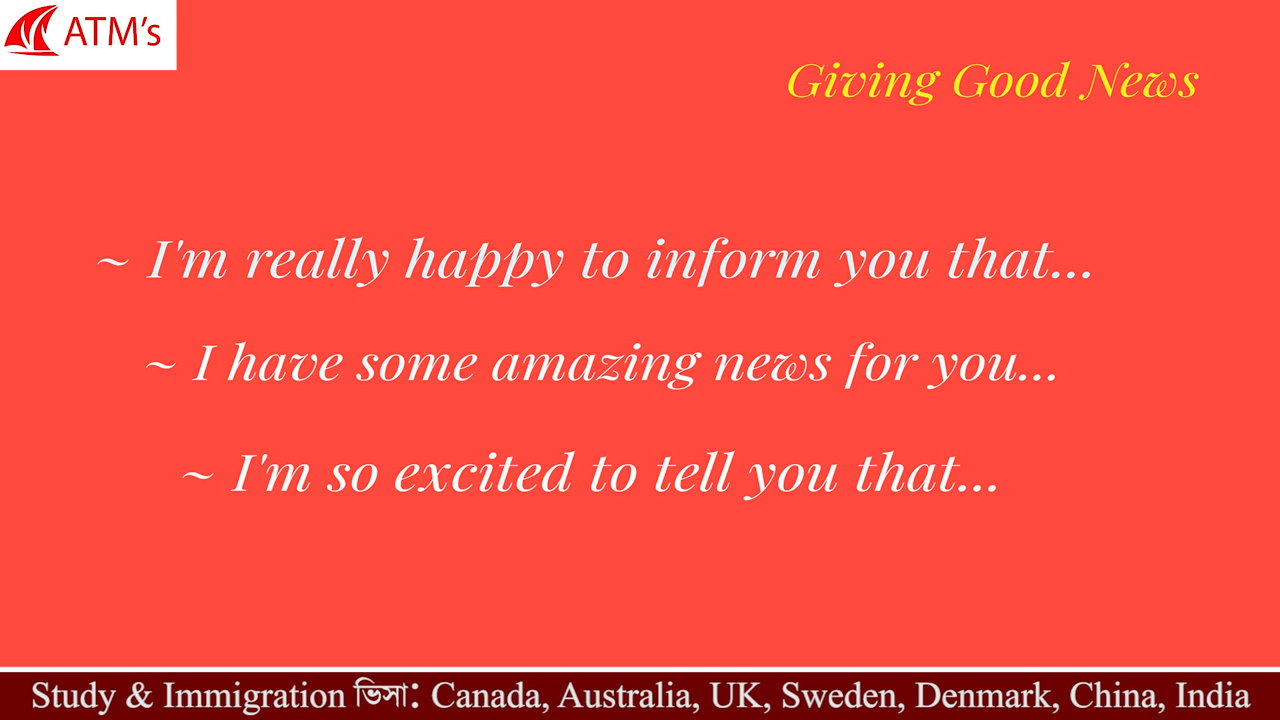 ATM's
Giving Good News
~ I'm really happy to inform you that...
~ I have some amazing news for you...
~ I'm so excited to tell you that...
Study & Immigration ভিসা: Canada, Australia, UK, Sweden, Denmark, China, India